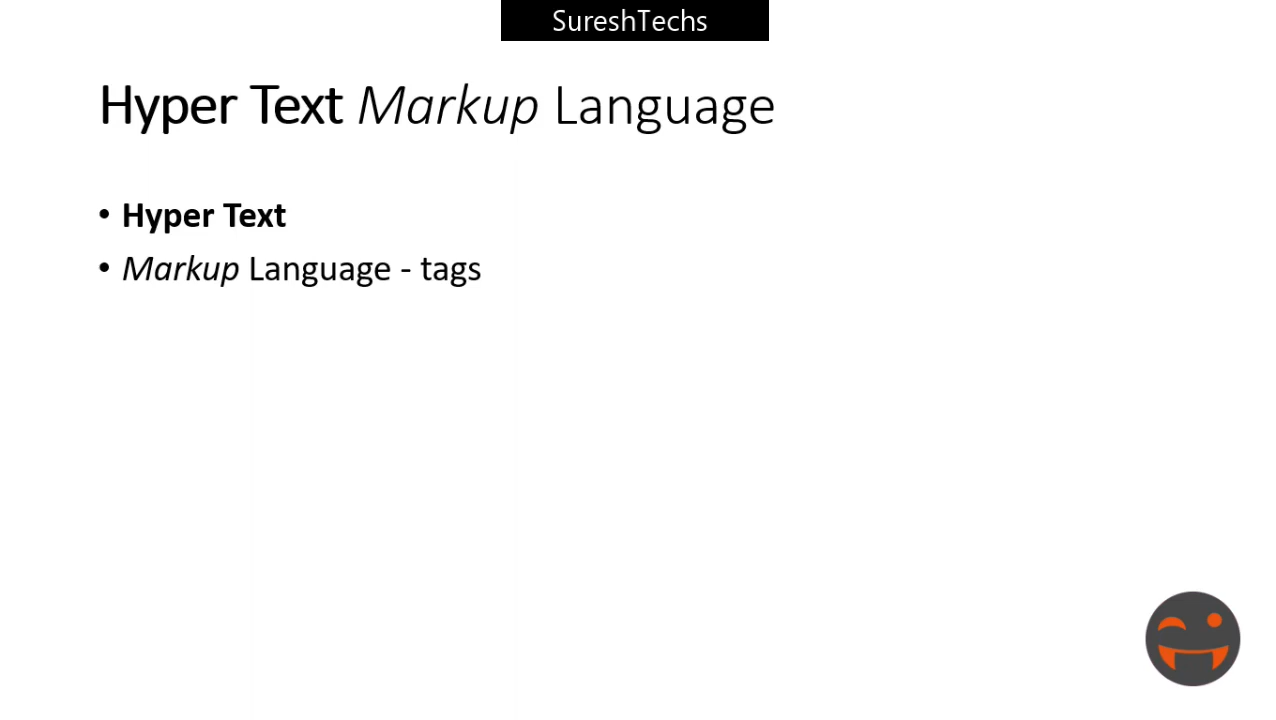 SureshTechs
Hyper Text Markup Language
• Hyper Text
• Markup Language - tags